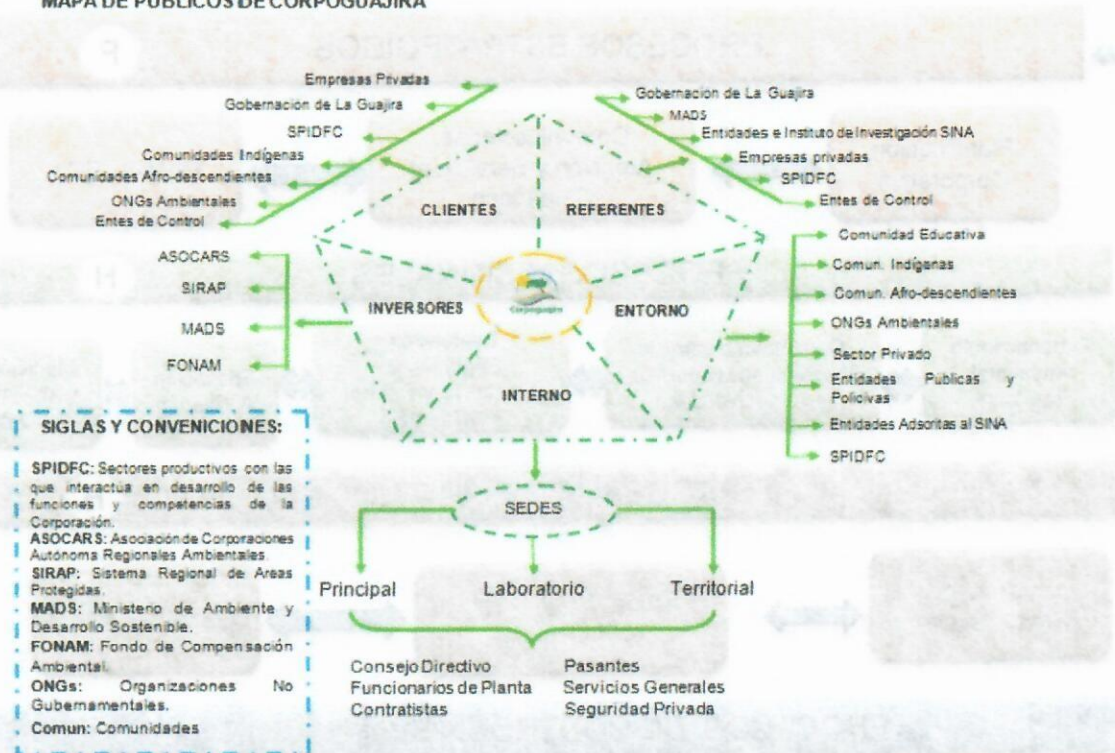 MAPA DE PUBLICOS DE CORPOGUAJIRA
Empresas Privadas
Gobernación de La Guajira
SPIDFC
Comunidades Indígenas
Comunidades Afro-descendientes
ONGs Ambientales
Entes de Control
Gobernación de La Guajira
MADS
Entidades e Instituto de Investigación SINA
Empresas privadas
SPIDFC
Entes de Control
CLIENTES
REFERENTES
ASOCARS
SIRAP
MADS
FONAM
INVERSORES
Corpoguajira
ENTORNO
Comunidad Educativa
Comun. Indígenas
Comun. Afro-descendientes
ONGs Ambientales
Sector Privado
Entidades Publicas y
Policivas
Entidades Adsoritas al SINA
SPIDFC
INTERNO
SEDES
Principal
Laboratorio
Territorial
Consejo Directivo
Funcionarios de Planta
Contratistas
Pasantes
Servicios Generales
Seguridad Privada
SIGLAS Y CONVENICIONES:
SPIDFC: Sectores productivos con las
que interactúa en desarrollo de las
funciones y competencias de la
Corporación.
ASOCARS: Asociación de Corporaciones
Autónoma Regionales Ambientales.
SIRAP: Sistema Regional de Areas
Protegidas.
MADS: Ministerio de Ambiente y
Desarrollo Sostenible.
FONAM: Fondo de Compensación
Ambiental.
ONGs: Organizaciones No
Gubernamentales.
Comun: Comunidades